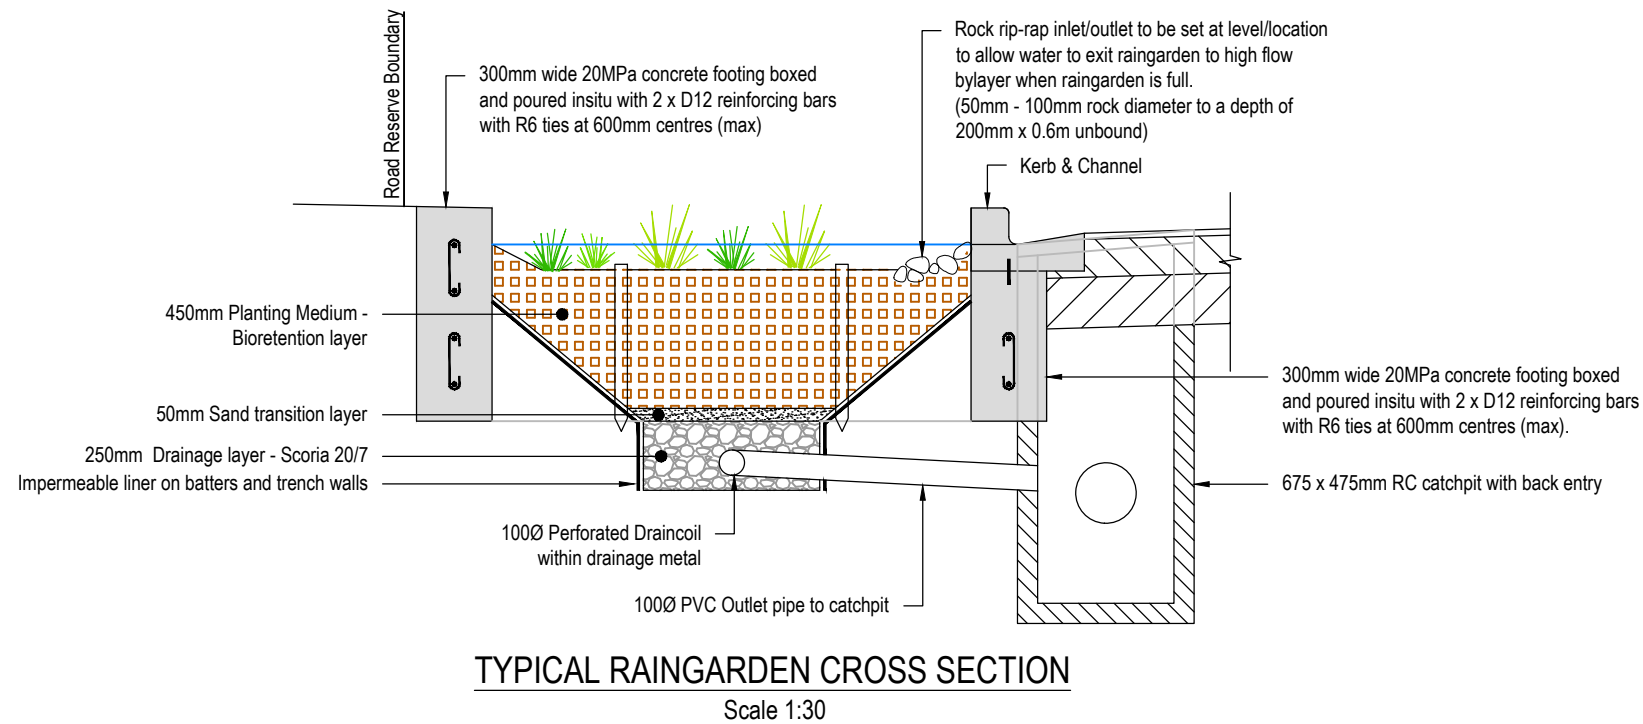 Road Reserve Boundary
300mm wide 20MPa concrete footing boxed
and poured insitu with 2 x D12 reinforcing bars
with R6 ties at 600mm centres (max)
Rock rip-rap inlet/outlet to be set at level/location
to allow water to exit raingarden to high flow
bylayer when raingarden is full.
(50mm - 100mm rock diameter to a depth of
200mm x 0.6m unbound)
Kerb & Channel
450mm Planting Medium -
Bioretention layer
50mm Sand transition layer
250mm  Drainage layer - Scoria 20/7
Impermeable liner on batters and trench walls
300mm wide 20MPa concrete footing boxed
and poured insitu with 2 x D12 reinforcing bars
with R6 ties at 600mm centres (max).
675 x 475mm RC catchpit with back entry
100Ø Perforated Draincoil
within drainage metal
100Ø PVC Outlet pipe to catchpit
TYPICAL RAINGARDEN CROSS SECTION
Scale 1:30